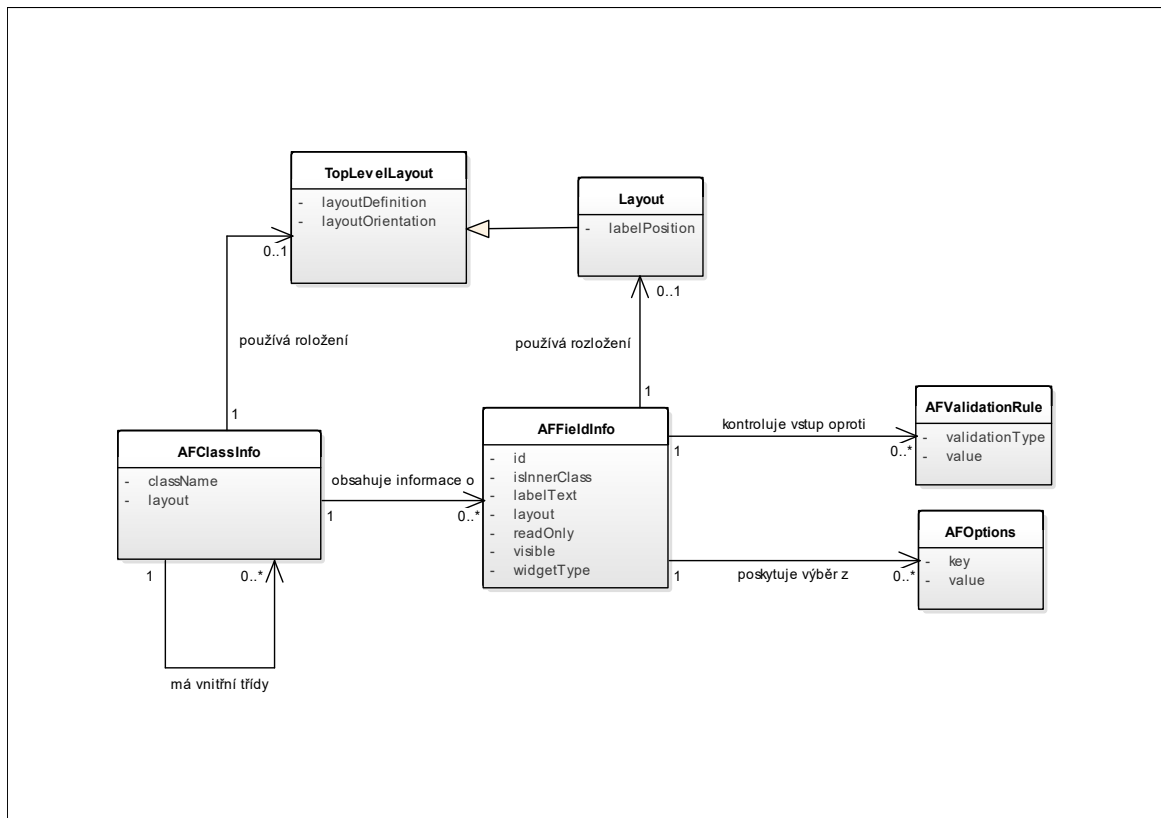 TopLevelLayout
- layoutDefinition
- layoutOrientation
Layout
- labelPosition
0..1
0..1
používá roložení
používá rozložení
1
1
AFClassInfo
- className
- layout
obsahuje informace o
1
0..*
AFFieldInfo
- id
- isInnerClass
- labelText
- layout
- readOnly
- visible
- widgetType
kontroluje vstup oproti
1
0..*
AFValidationRule
- validationType
- value
poskytuje výběr z
1
0..*
AFOptions
- key
- value
1
0..*
má vnitřní třídy